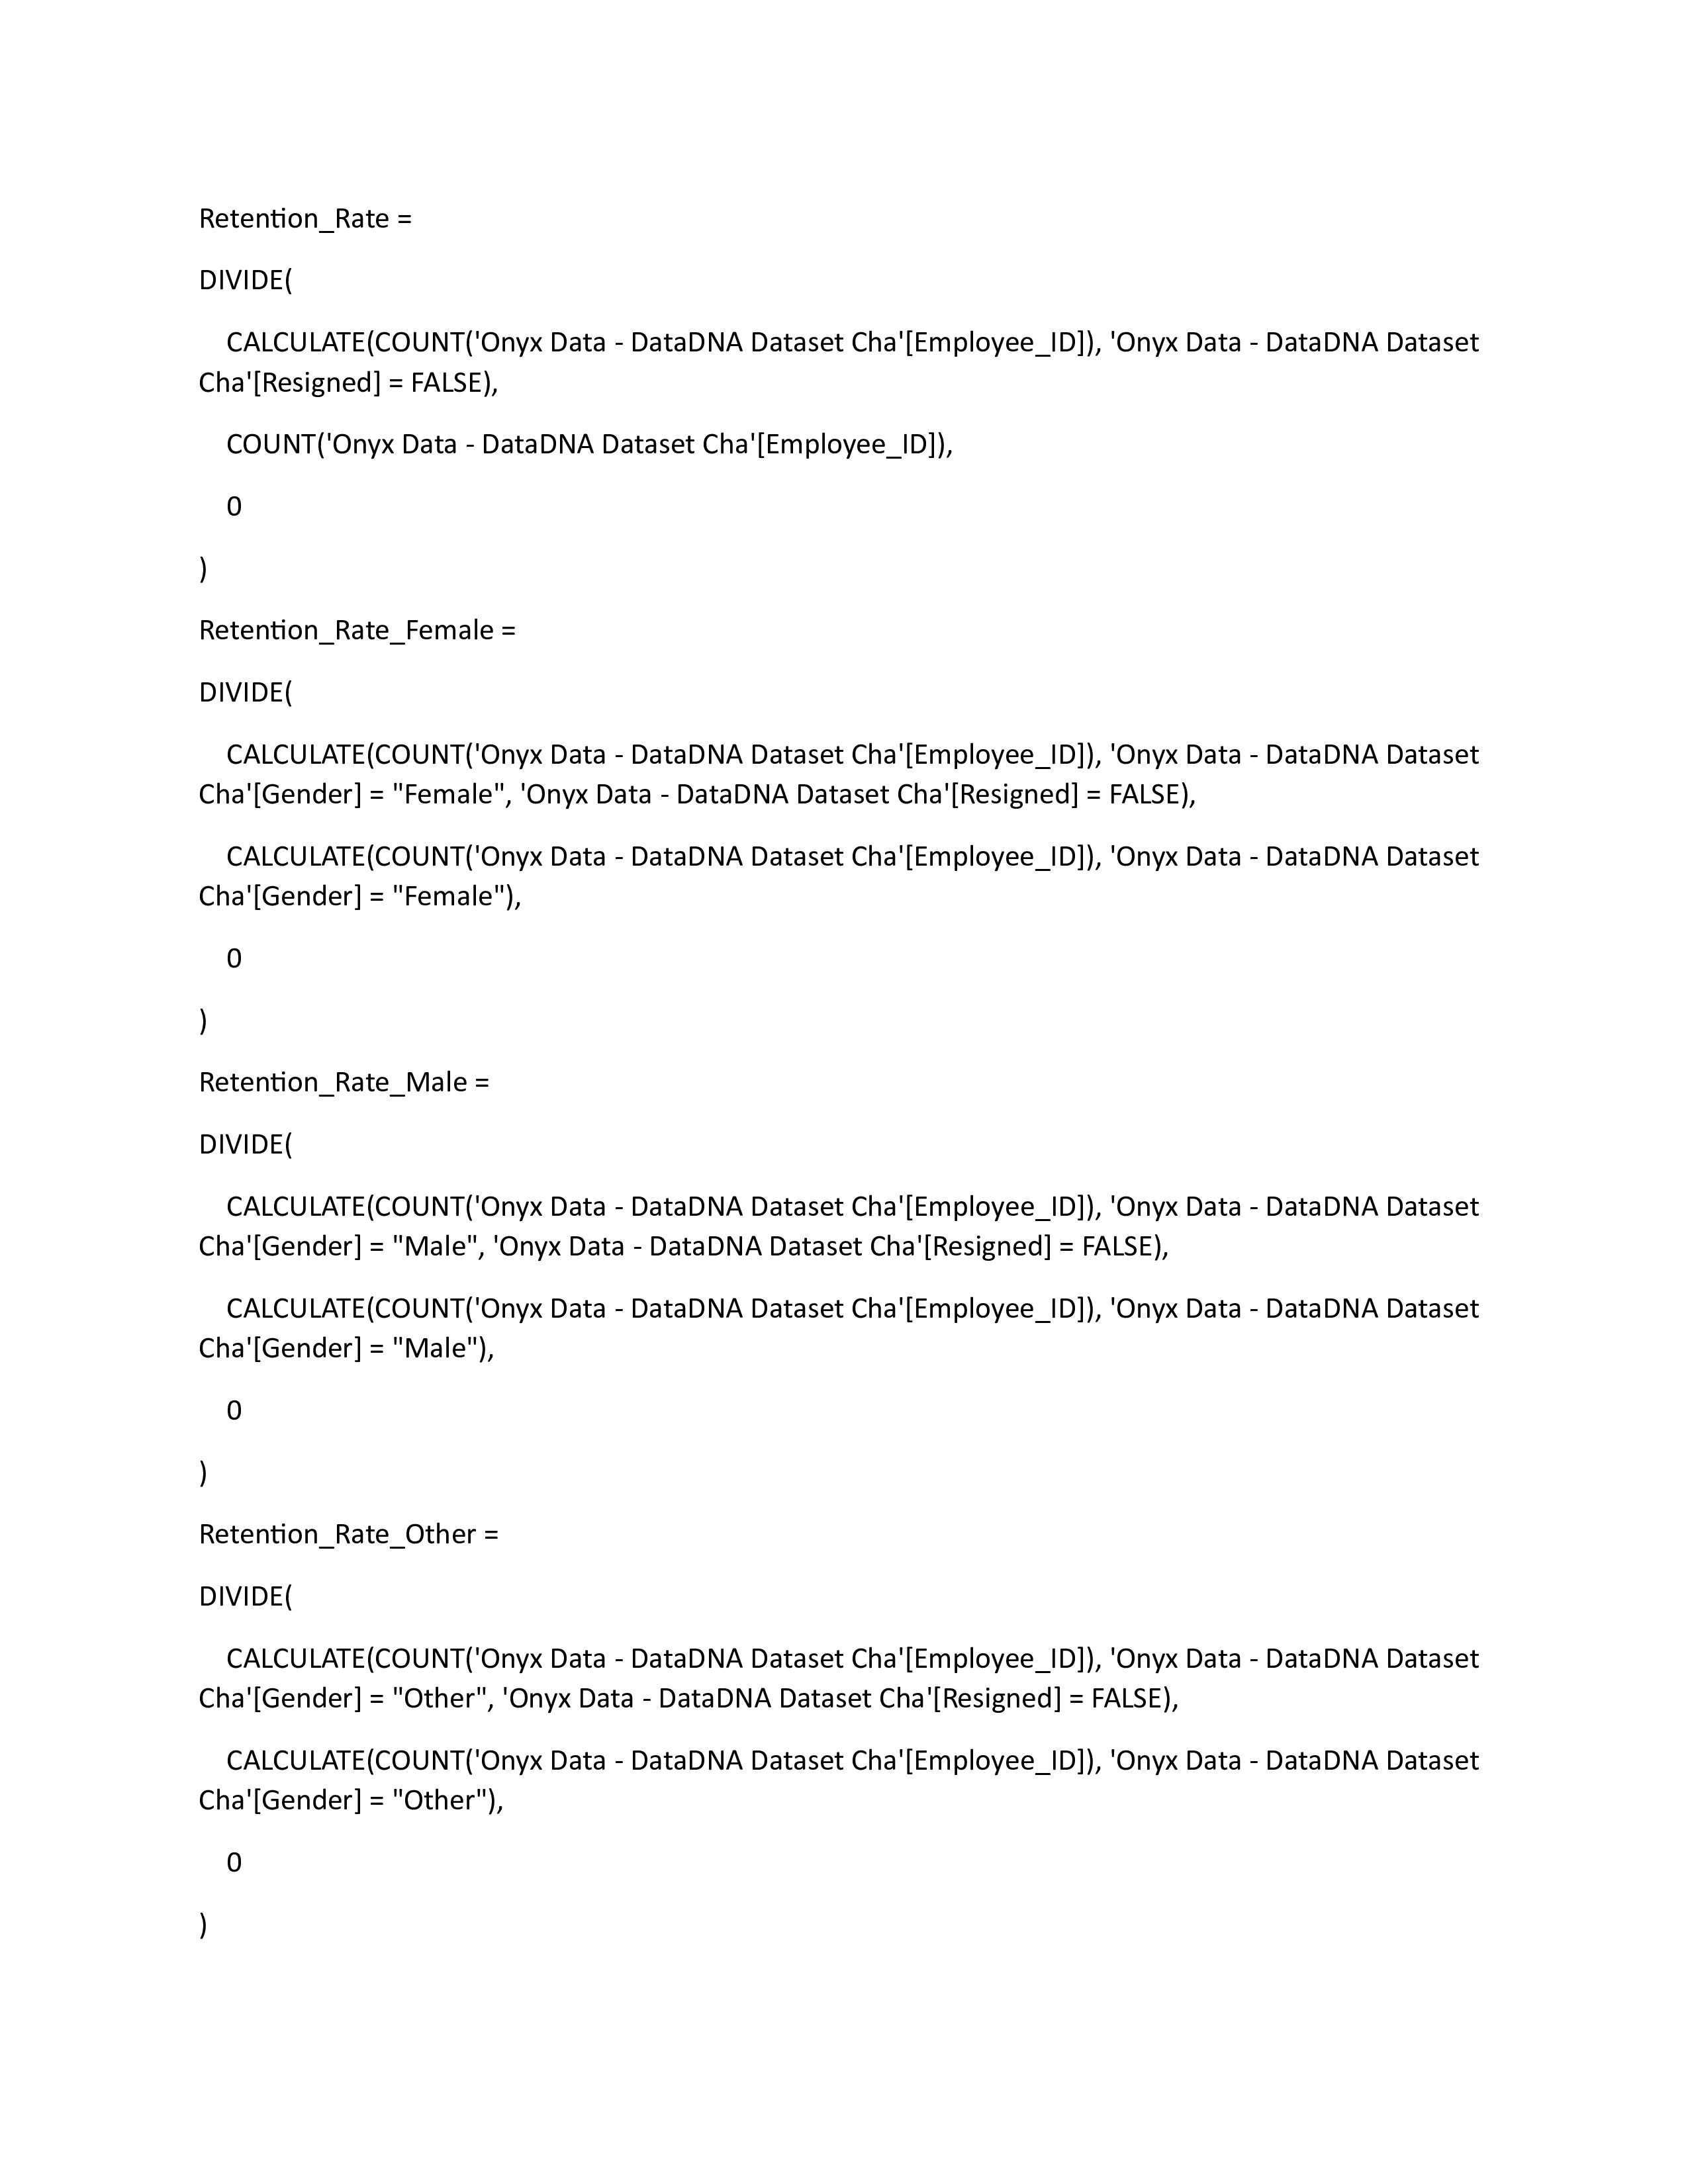 Retention_Rate =
DIVIDE(
CALCULATE(COUNT('Onyx Data - DataDNA Dataset Cha'[Employee_ID]), 'Onyx Data - DataDNA Dataset
Cha'[Resigned] = FALSE),
COUNT('Onyx Data - DataDNA Dataset Cha'[Employee_ID]),
0
)
Retention_Rate_Female =
DIVIDE(
CALCULATE(COUNT('Onyx Data - DataDNA Dataset Cha'[Employee_ID]), 'Onyx Data - DataDNA Dataset
Cha'[Gender] = "Female", 'Onyx Data - DataDNA Dataset Cha'[Resigned] = FALSE),
CALCULATE(COUNT('Onyx Data - DataDNA Dataset Cha'[Employee_ID]), 'Onyx Data - DataDNA Dataset
Cha'[Gender] = "Female"),
0
)
Retention_Rate_Male =
DIVIDE(
CALCULATE(COUNT('Onyx Data - DataDNA Dataset Cha'[Employee_ID]), 'Onyx Data - DataDNA Dataset
Cha'[Gender] = "Male", 'Onyx Data - DataDNA Dataset Cha'[Resigned] = FALSE),
CALCULATE(COUNT('Onyx Data - DataDNA Dataset Cha'[Employee_ID]), 'Onyx Data - DataDNA Dataset
Cha'[Gender] = "Male"),
0
)
Retention_Rate_Other =
DIVIDE(
CALCULATE(COUNT('Onyx Data - DataDNA Dataset Cha'[Employee_ID]), 'Onyx Data - DataDNA Dataset
Cha'[Gender] = "Other", 'Onyx Data - DataDNA Dataset Cha'[Resigned] = FALSE),
CALCULATE(COUNT('Onyx Data - DataDNA Dataset Cha'[Employee_ID]), 'Onyx Data - DataDNA Dataset
Cha'[Gender] = "Other"),
0
)